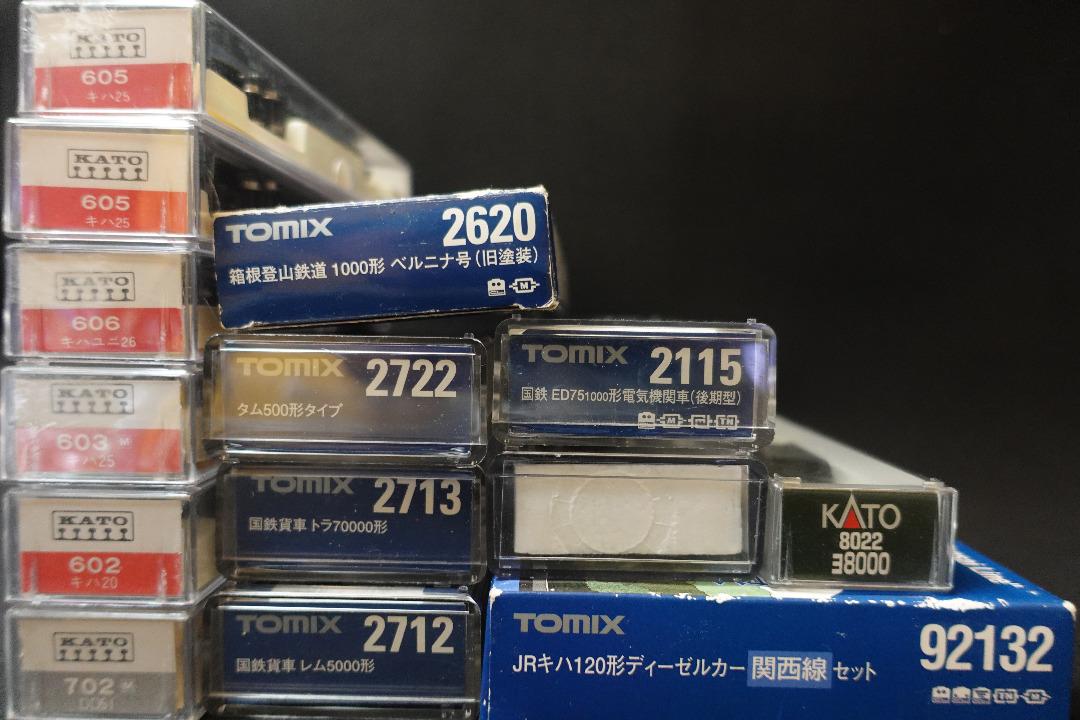 KATO
605
キハ25
KATO
605
キハ25
KATO
606
キハユニ26
KATO
603 M
キハ25
KATO
602
キハ20
KATO
702 M
DD51
TOMIX 2620
箱根登山鉄道 1000形 ベルニナ号(旧塗装)
M
TOMIX 2722
タム500形タイプ
TOMIX 2713
国鉄貨車 トラ70000形
TOMIX 2712
国鉄貨車 レム5000形
TOMIX 2115
国鉄 ED751000形電気機関車(後期型)
M TN
KATO
8022
ヨ8000
TOMIX 92132
JRキハ120形ディーゼルカー 関西線 セット
TN M